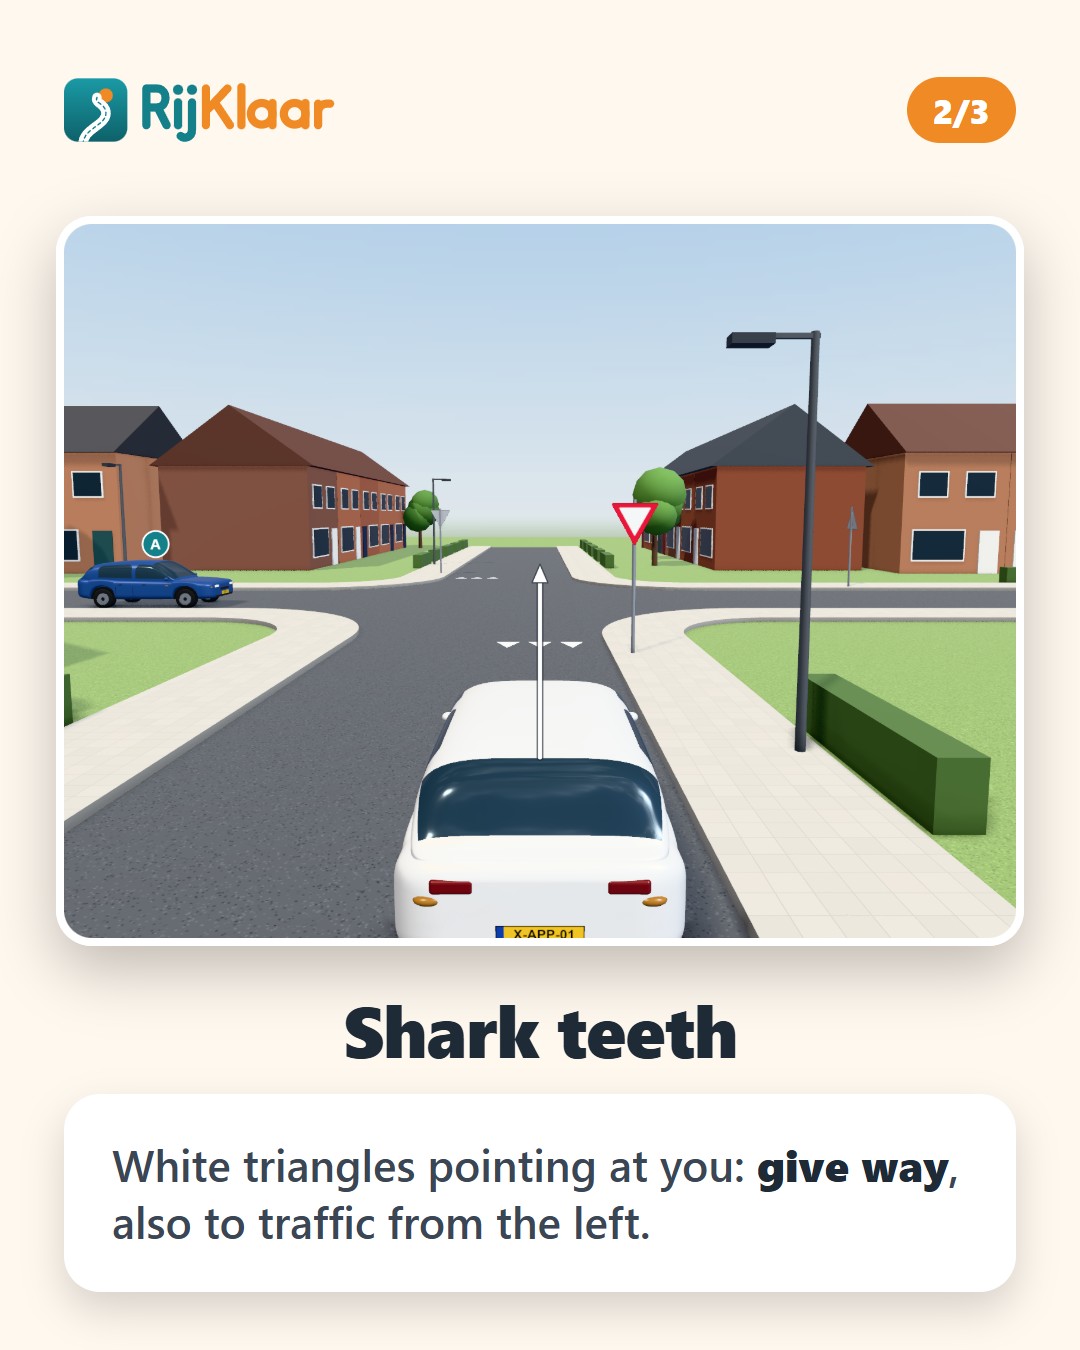 RijKlaar
2/3
A
X-APP-01
Shark teeth
White triangles pointing at you: give way,
also to traffic from the left.